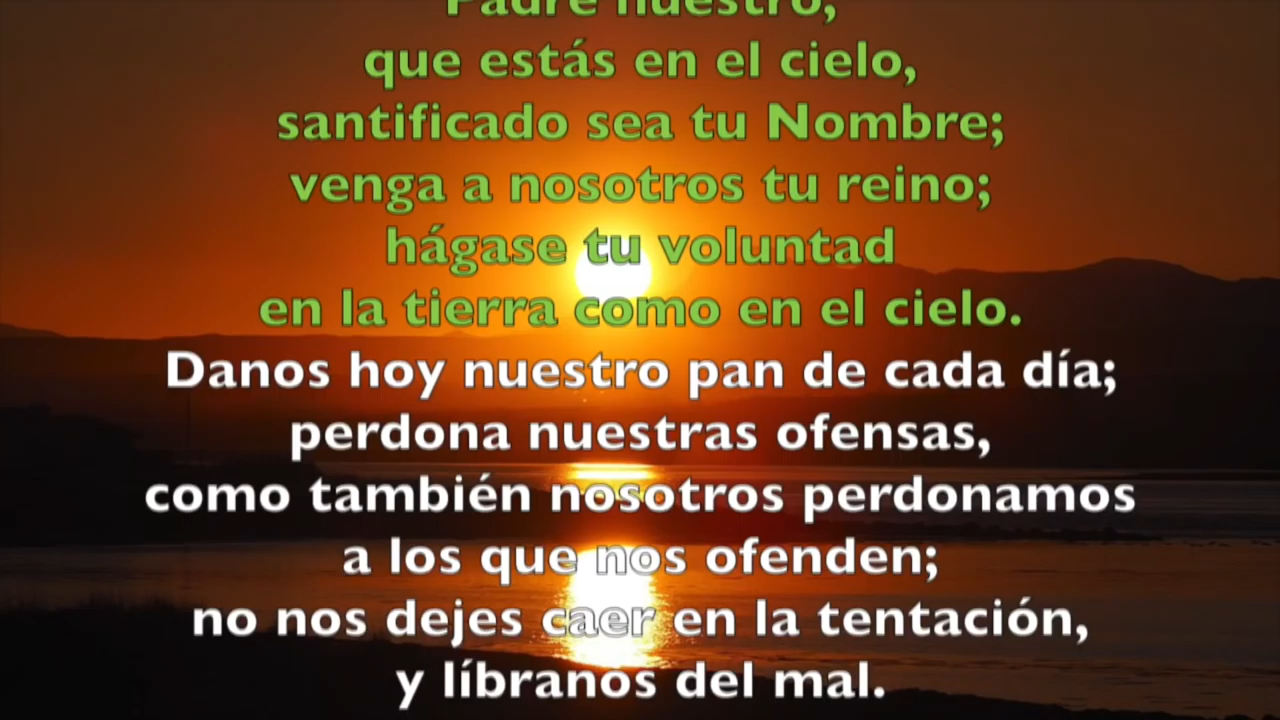 Padre nuestro,
que estás en el cielo,
santificado sea tu Nombre;
venga a nosotros tu reino;
hágase tu voluntad
en la tierra como en el cielo.
Danos hoy nuestro pan de cada día;
perdona nuestras ofensas,
como también nosotros perdonamos
a los que nos ofenden;
no nos dejes caer en la tentación,
y líbranos del mal.